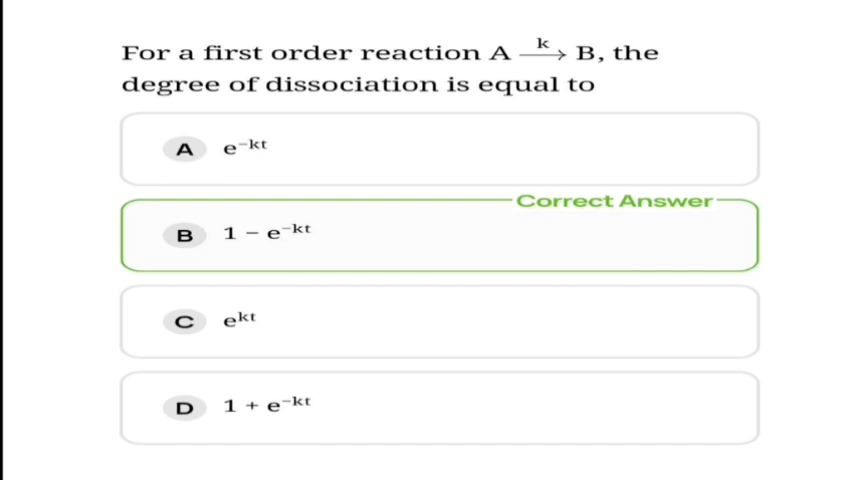 For a first order reaction A —k→ B, the
degree of dissociation is equal to
A e⁻ᵏᵗ
Correct Answer
B 1 − e⁻ᵏᵗ
C eᵏᵗ
D 1 + e⁻ᵏᵗ